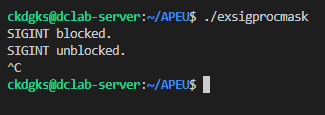 ckdgks@dclab-server:~/APEU$ ./exsigprocmask
SIGINT blocked.
SIGINT unblocked.
^C
ckdgks@dclab-server:~/APEU$